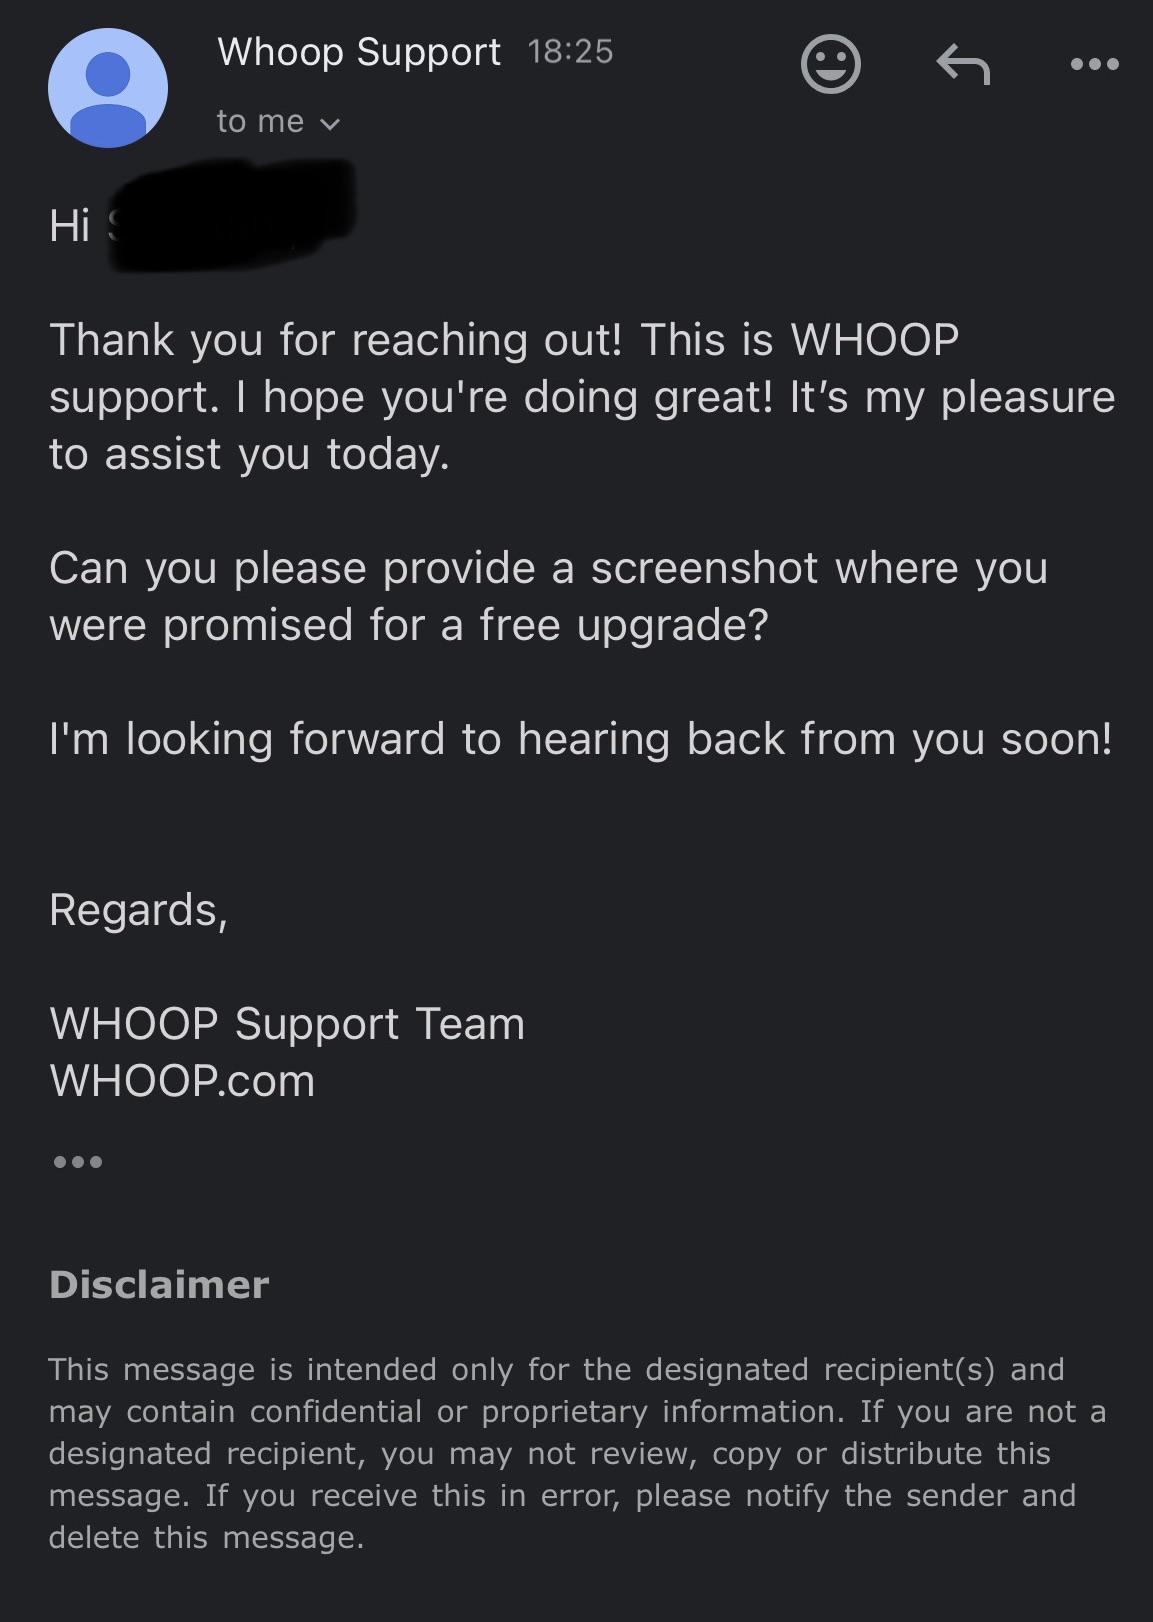 Whoop Support 18:25
to me
Hi
Thank you for reaching out! This is WHOOP
support. I hope you're doing great! It’s my pleasure
to assist you today.
Can you please provide a screenshot where you
were promised for a free upgrade?
I'm looking forward to hearing back from you soon!
Regards,
WHOOP Support Team
WHOOP.com
Disclaimer
This message is intended only for the designated recipient(s) and
may contain confidential or proprietary information. If you are not a
designated recipient, you may not review, copy or distribute this
message. If you receive this in error, please notify the sender and
delete this message.